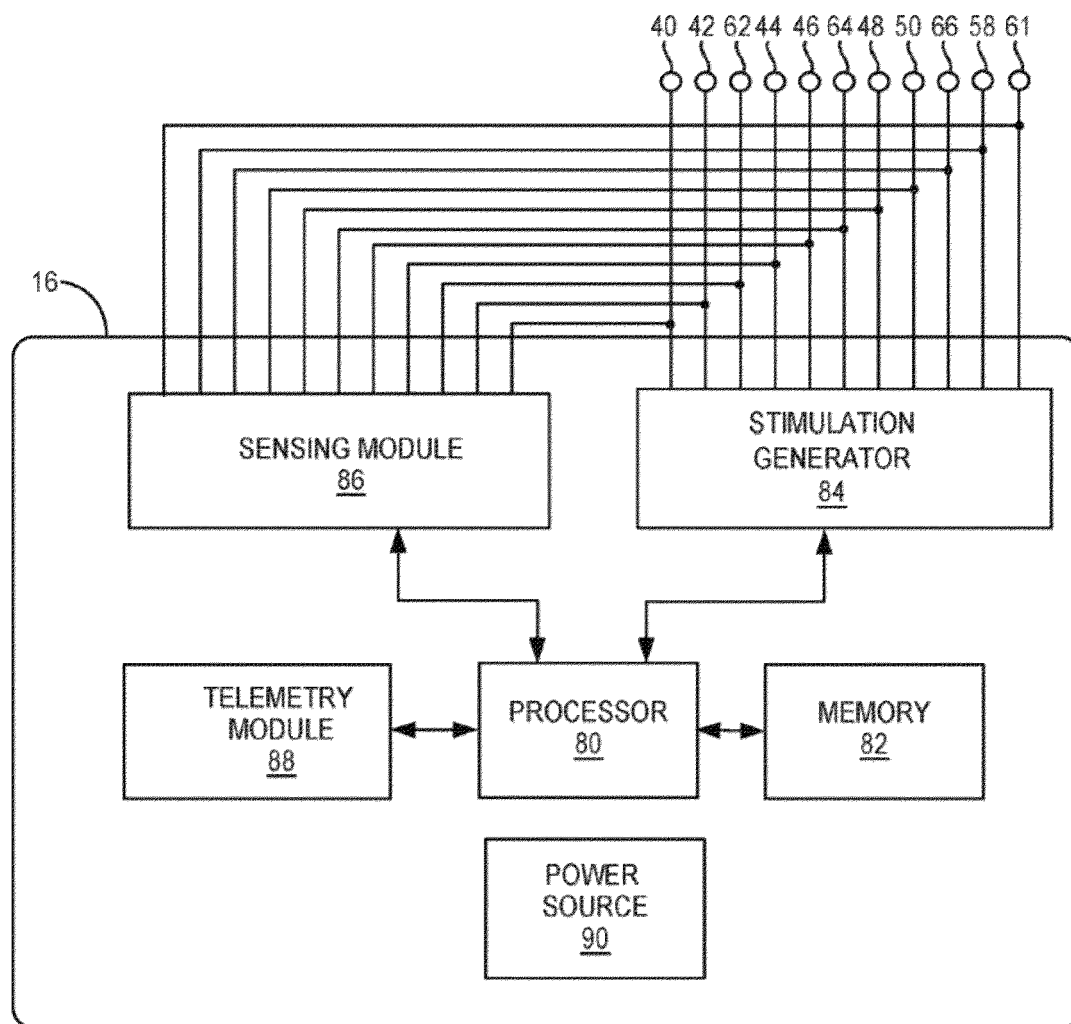 40 42 62 44 46 64 48 50 66 58 61
16
SENSING MODULE
86
STIMULATION
GENERATOR
84
TELEMETRY
MODULE
88
PROCESSOR
80
MEMORY
82
POWER
SOURCE
90